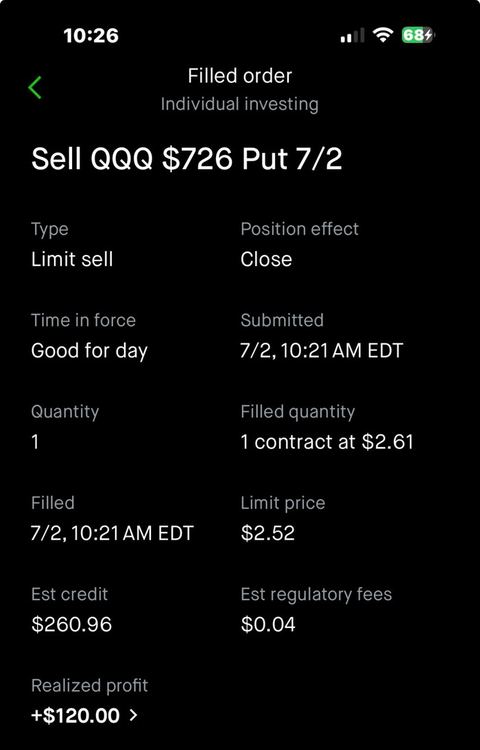 10:26
68
Filled order
Individual investing
Sell QQQ $726 Put 7/2
Type
Position effect
Limit sell
Close
Time in force
Submitted
Good for day
7/2, 10:21 AM EDT
Quantity
Filled quantity
1
1 contract at $2.61
Filled
Limit price
7/2, 10:21 AM EDT
$2.52
Est credit
Est regulatory fees
$260.96
$0.04
Realized profit
+$120.00